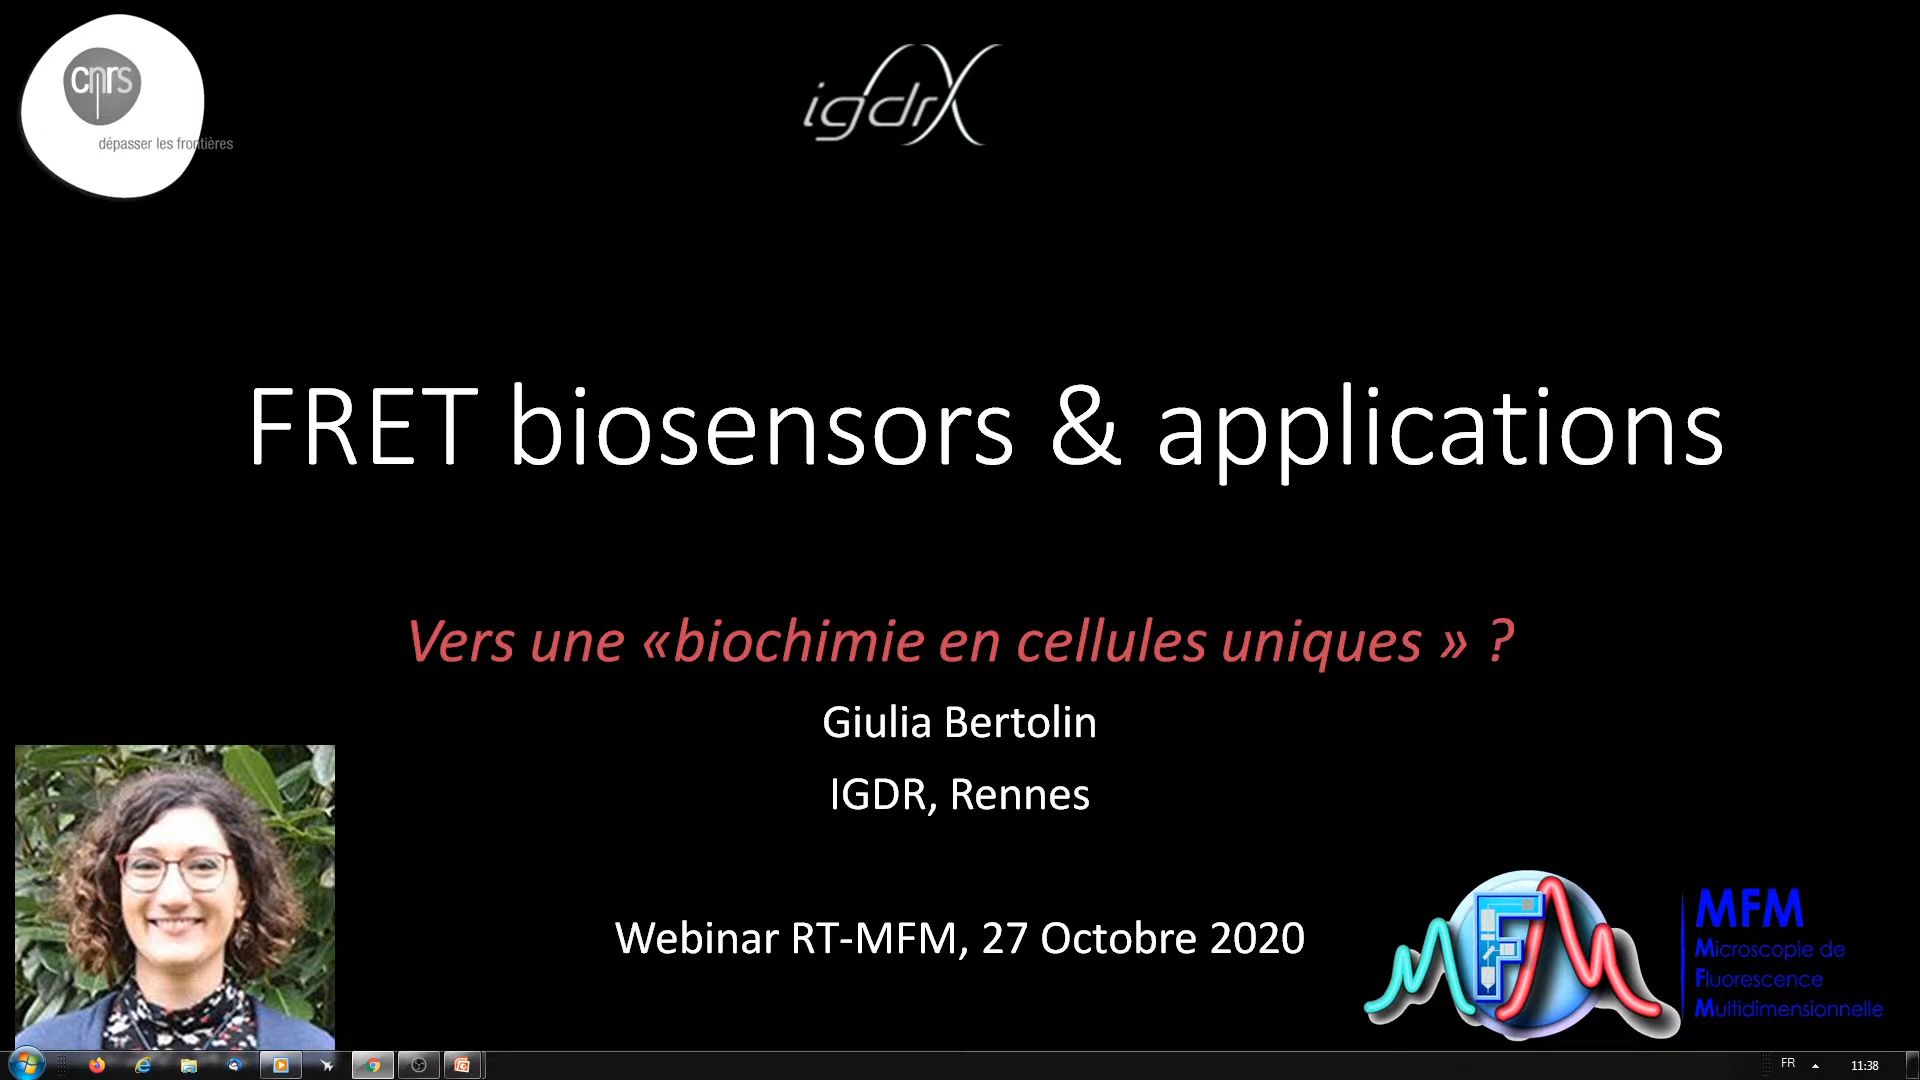 cnrs
dépasser les frontières
igdr
FRET biosensors & applications
Vers une «biochimie en cellules uniques » ?
Giulia Bertolin
IGDR, Rennes
Webinar RT-MFM, 27 Octobre 2020
MFM
MFM
Microscopie de
Fluorescence
Multidimensionnelle
FR
11:38